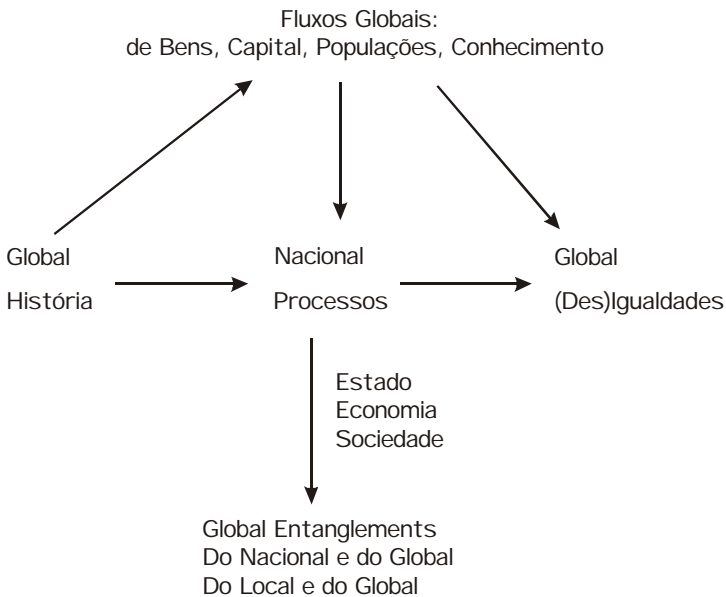 Fluxos Globais:
de Bens, Capital, Populações, Conhecimento
Global
História
Nacional
Processos
Global
(Des)Igualdades
Estado
Economia
Sociedade
Global Entanglements
Do Nacional e do Global
Do Local e do Global